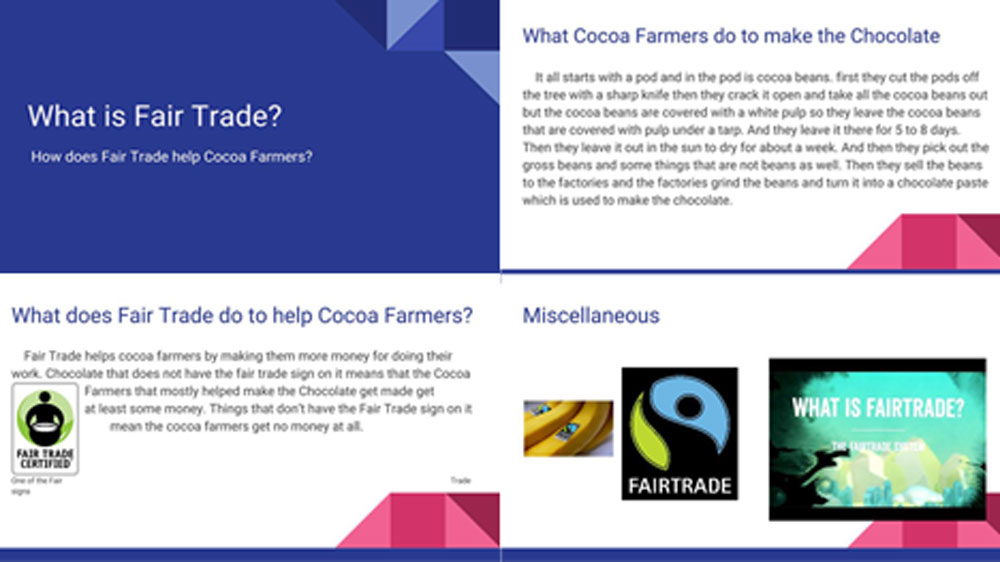 What is Fair Trade?
How does Fair Trade help Cocoa Farmers?
What Cocoa Farmers do to make the Chocolate
It all starts with a pod and in the pod is cocoa beans. first they cut the pods off
the tree with a sharp knife then they crack it open and take all the cocoa beans out
but the cocoa beans are covered with a white pulp so they leave the cocoa beans
that are covered with pulp under a tarp. And they leave it there for 5 to 8 days.
Then they leave it out in the sun to dry for about a week. And then they pick out the
gross beans and some things that are not beans as well. Then they sell the beans
to the factories and the factories grind the beans and turn it into a chocolate paste
which is used to make the chocolate.
What does Fair Trade do to help Cocoa Farmers?
Fair Trade helps cocoa farmers by making them more money for doing their
work. Chocolate that does not have the fair trade sign on it means that the Cocoa
Farmers that mostly helped make the Chocolate get made get
at least some money. Things that don't have the Fair Trade sign on it
mean the cocoa farmers get no money at all.
FAIR TRADE
CERTIFIED
One of the Fair Trade
signs
Miscellaneous
FAIRTRADE
WHAT IS FAIRTRADE?
THE FAIRTRADE SYSTEM